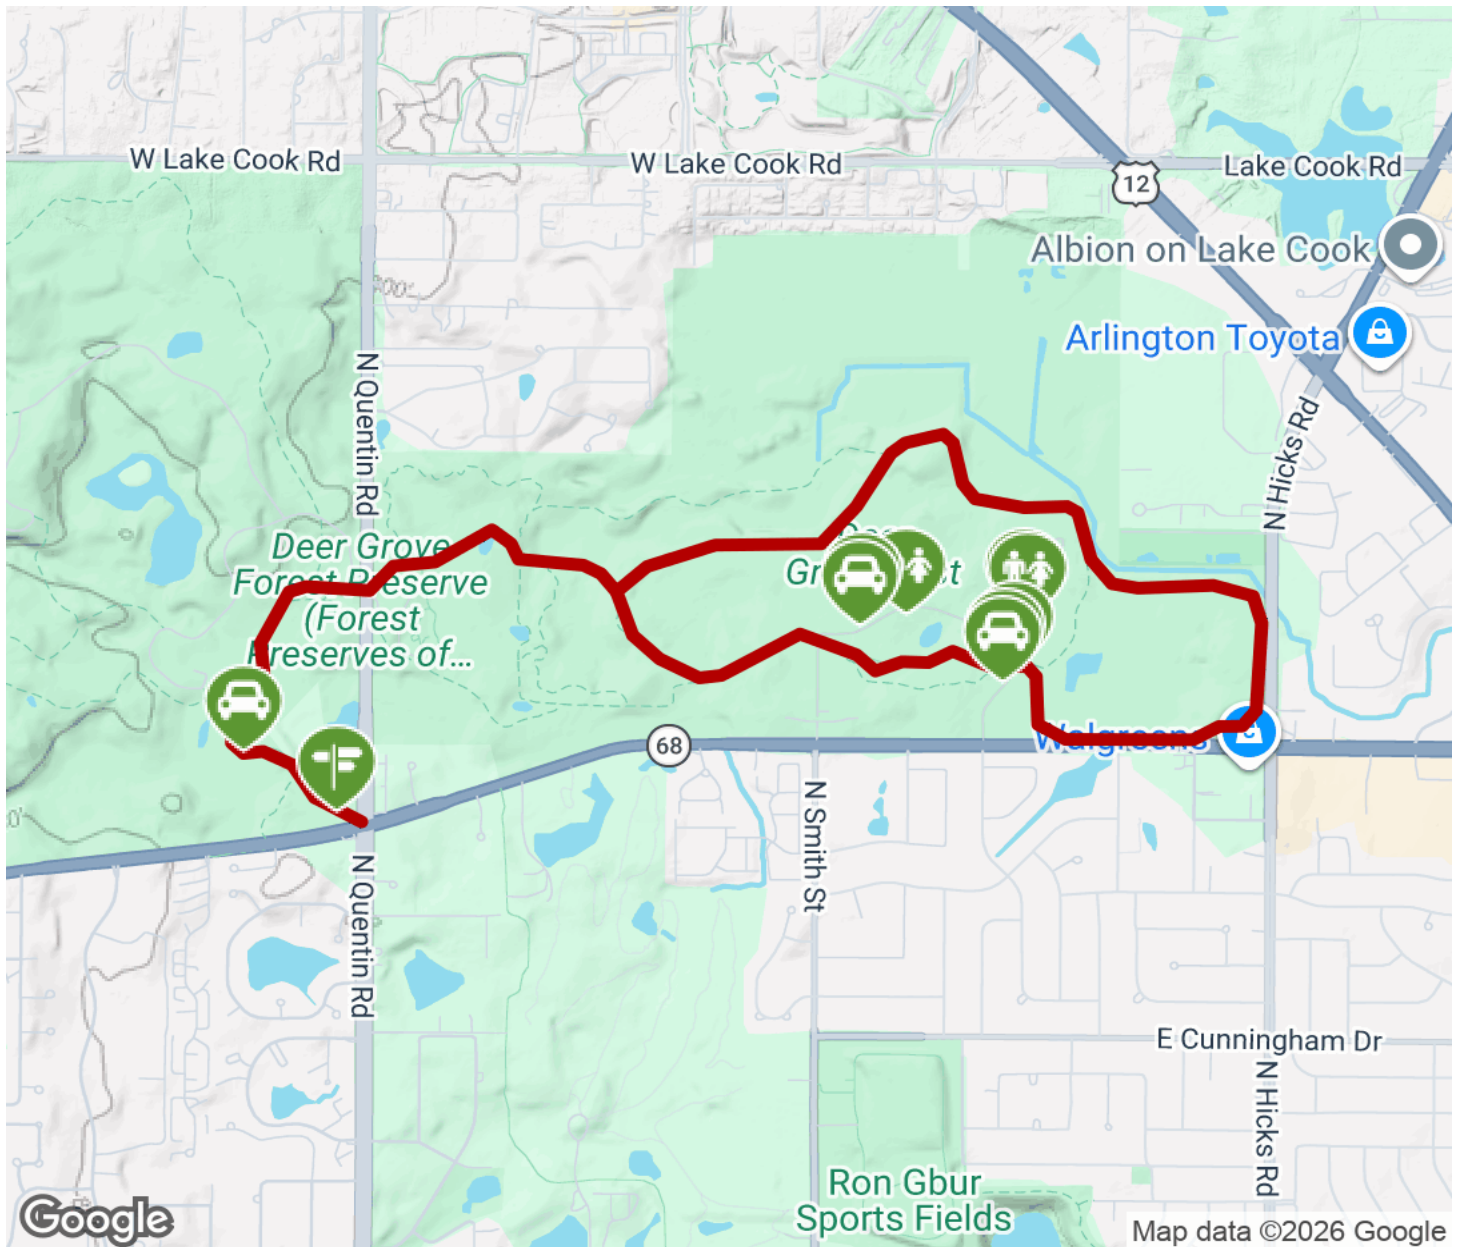 W Lake Cook Rd
W Lake Cook Rd
Lake Cook Rd
12
Albion on Lake Cook
Arlington Toyota
N Quentin Rd
N Hicks Rd
Deer Grove
Forest Preserve
(Forest
Preserves of...
Walgreens
68
N Smith St
N Quentin Rd
E Cunningham Dr
N Hicks Rd
Ron Gbur
Sports Fields
Google
Map data ©2026 Google